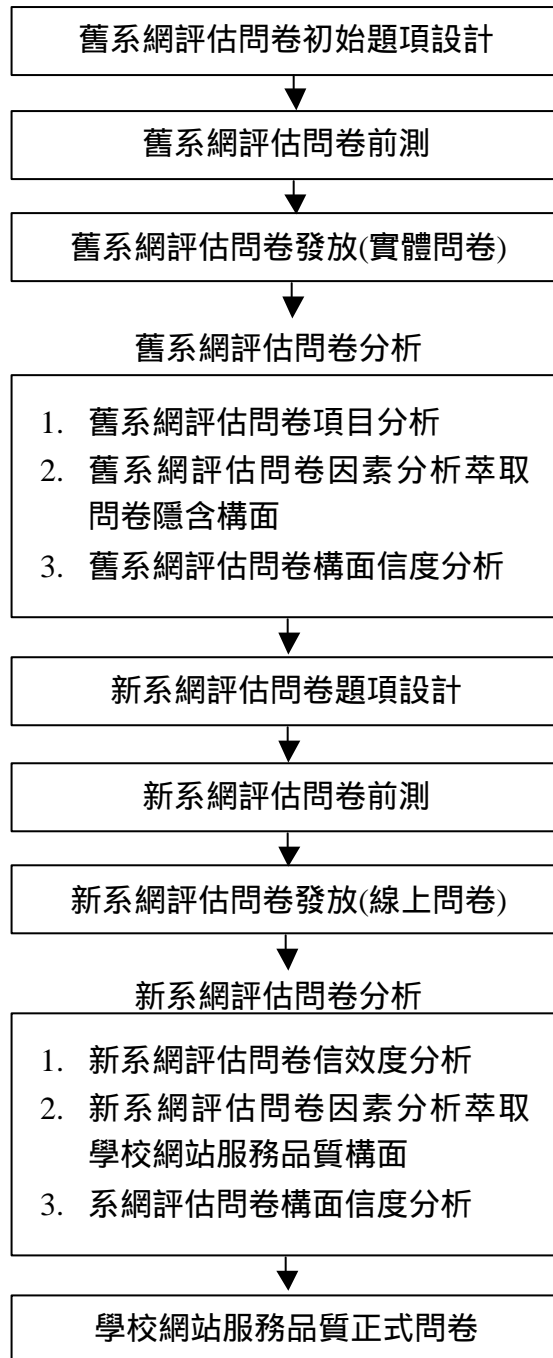 舊系網評估問卷初始題項設計
舊系網評估問卷前測
舊系網評估問卷發放(實體問卷)
舊系網評估問卷分析
1. 舊系網評估問卷項目分析
2. 舊系網評估問卷因素分析萃取
問卷隱含構面
3. 舊系網評估問卷構面信度分析
新系網評估問卷題項設計
新系網評估問卷前測
新系網評估問卷發放(線上問卷)
新系網評估問卷分析
1. 新系網評估問卷信效度分析
2. 新系網評估問卷因素分析萃取
學校網站服務品質構面
3. 系網評估問卷構面信度分析
學校網站服務品質正式問卷